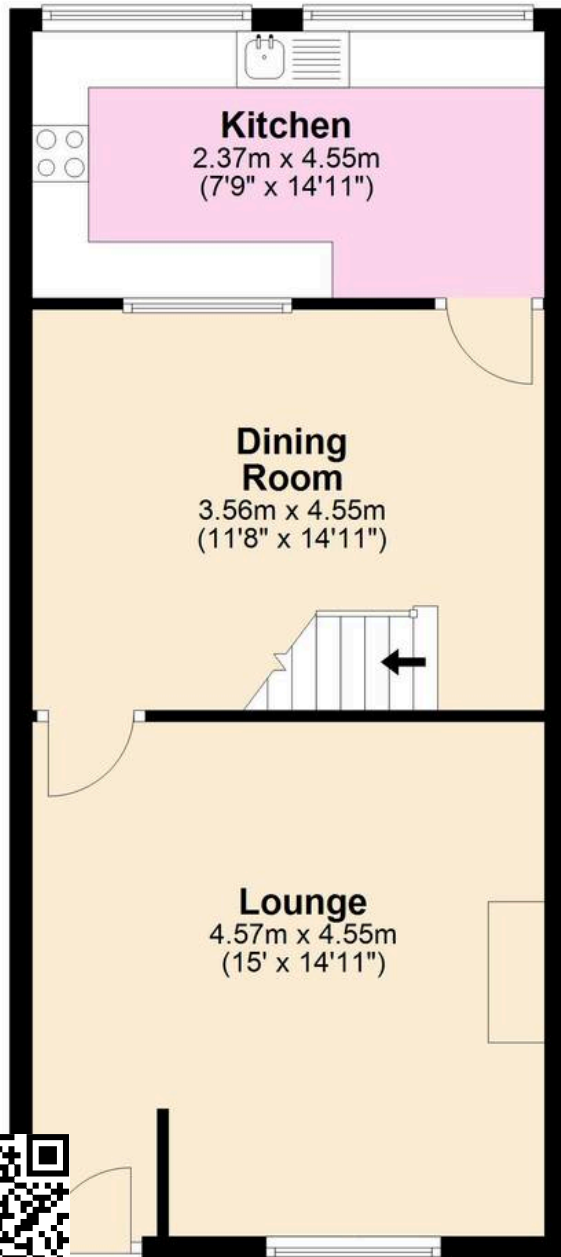 Kitchen
2.37m x 4.55m
(7'9" x 14'11")
Dining
Room
3.56m x 4.55m
(11'8" x 14'11")
Lounge
4.57m x 4.55m
(15' x 14'11")